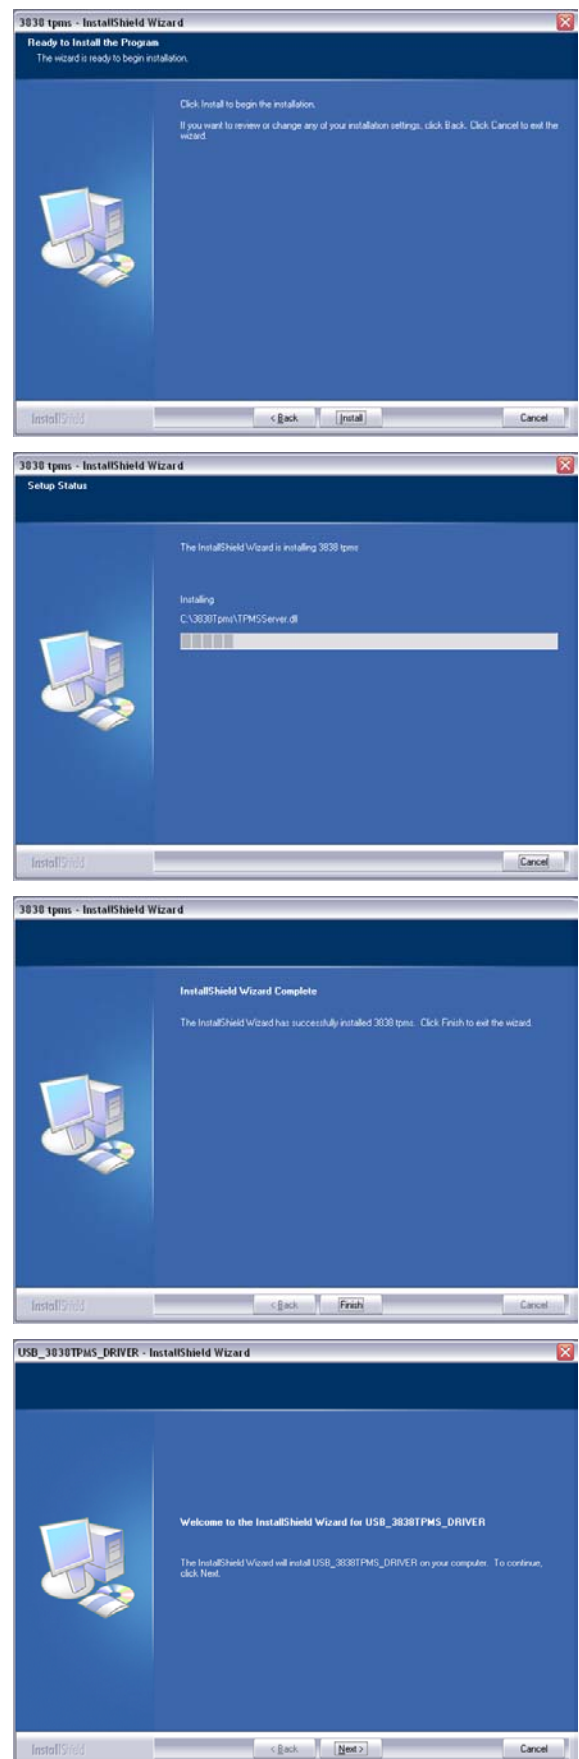 3838 tpms - InstallShield Wizard
Ready to Install the Program
The wizard is ready to begin installation.
Click Install to begin the installation.
If you want to review or change any of your installation settings, click Back. Click Cancel to exit the
wizard.
InstallShield
< Back Install Cancel
3838 tpms - InstallShield Wizard
Setup Status
The InstallShield Wizard is installing 3838 tpms
Installing
C:\3838Tpms\TPMSServer.dll
InstallShield
Cancel
3838 tpms - InstallShield Wizard
InstallShield Wizard Complete
The InstallShield Wizard has successfully installed 3838 tpms. Click Finish to exit the wizard.
InstallShield
< Back Finish Cancel
USB_3838TPMS_DRIVER - InstallShield Wizard
Welcome to the InstallShield Wizard for USB_3838TPMS_DRIVER
The InstallShield Wizard will install USB_3838TPMS_DRIVER on your computer. To continue,
click Next.
InstallShield
< Back Next > Cancel